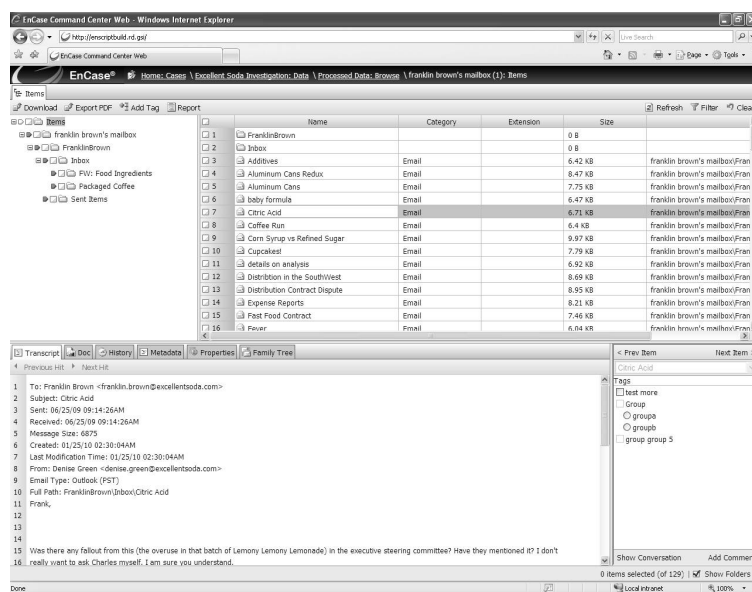 EnCase Command Center Web - Windows Internet Explorer
http://enscriptbuild.rd.gs/
Live Search
EnCase Command Center Web
Page Tools
EnCase® Home: Cases \ Excellent Soda Investigation: Data \ Processed Data: Browse \ franklin brown's mailbox (1): Items
Items
Download Export PDF Add Tag Report Refresh Filter Clea
Items
franklin brown's mailbox
FranklinBrown
Inbox
FW: Food Ingredients
Packaged Coffee
Sent Items
Name Category Extension Size
1 FranklinBrown 0 B
2 Inbox 0 B
3 Additives Email 6.42 KB franklin brown's mailbox\Fran
4 Aluminum Cans Redux Email 8.47 KB franklin brown's mailbox\Fran
5 Aluminum Cans Email 7.75 KB franklin brown's mailbox\Fran
6 baby formula Email 6.47 KB franklin brown's mailbox\Fran
7 Citric Acid Email 6.71 KB franklin brown's mailbox\Fran
8 Coffee Run Email 6.4 KB franklin brown's mailbox\Fran
9 Corn Syrup vs Refined Sugar Email 9.97 KB franklin brown's mailbox\Fran
10 Cupcakes! Email 7.79 KB franklin brown's mailbox\Fran
11 details on analysis Email 6.92 KB franklin brown's mailbox\Fran
12 Distribtion in the SouthWest Email 8.69 KB franklin brown's mailbox\Fran
13 Distribution Contract Dispute Email 8.95 KB franklin brown's mailbox\Fran
14 Expense Reports Email 8.21 KB franklin brown's mailbox\Fran
15 Fast Food Contract Email 7.46 KB franklin brown's mailbox\Fran
16 Fever Email 6.04 KB franklin brown's mailbox\Fran
Transcript Doc History Metadata Properties Family Tree
Previous Hit Next Hit
1 To: Franklin Brown <franklin.brown@excellentsoda.com>
2 Subject: Citric Acid
3 Sent: 06/25/09 09:14:26AM
4 Received: 06/25/09 09:14:26AM
5 Message Size: 6875
6 Created: 01/25/10 02:30:04AM
7 Last Modification Time: 01/25/10 02:30:04AM
8 From: Denise Green <denise.green@excellentsoda.com>
9 Email Type: Outlook (PST)
10 Full Path: FranklinBrown\Inbox\Citric Acid
11 Frank,
12
13
14
15 Was there any fallout from this (the overuse in that batch of Lemony Lemony Lemonade) in the executive steering committee? Have they mentioned it? I don't
16 really want to ask Charles myself. I am sure you understand.
< Prev Item Next Item
Citric Acid
Tags
test more
Group
groupa
groupb
group group 5
Show Conversation Add Commer
0 items selected (of 129) | Show Folders
Done Local intranet 100%